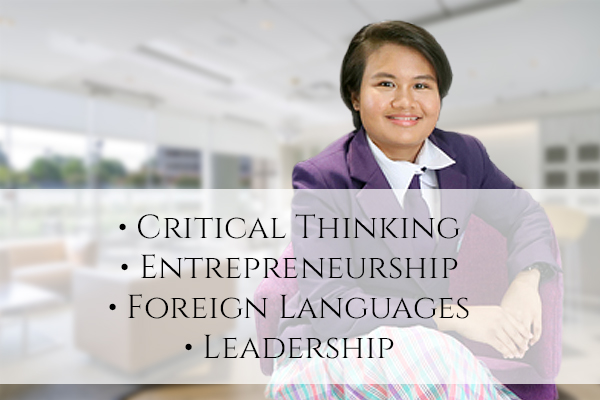 • Critical Thinking
• Entrepreneurship
• Foreign Languages
• Leadership